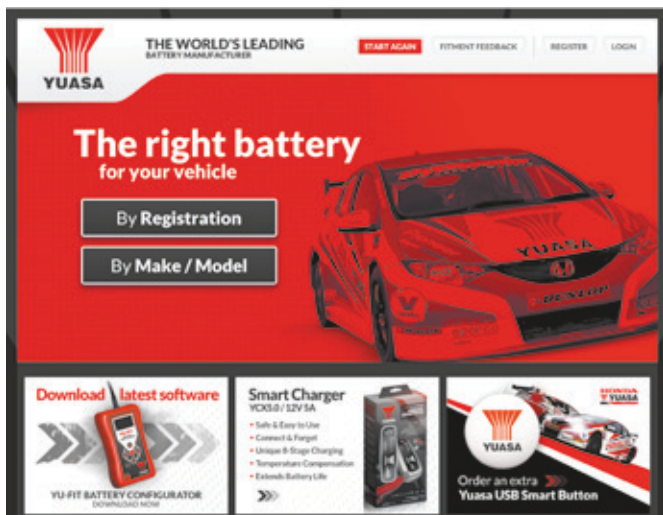 YUASA
THE WORLD'S LEADING
BATTERY MANUFACTURER
START AGAIN
FITMENT FEEDBACK
REGISTER
LOGIN
The right battery
for your vehicle
By Registration
By Make / Model
YUASA
DUNLOP
Download latest software
YU-FIT BATTERY CONFIGURATOR
DOWNLOAD NOW
Smart Charger
YCX5.0 / 12V 5A
• Safe & Easy to Use
• Connect & Forget
• Unique 8-Stage Charging
• Temperature Compensation
• Extends Battery Life
HONDA
YUASA
YUASA
Order an extra
Yuasa USB Smart Button